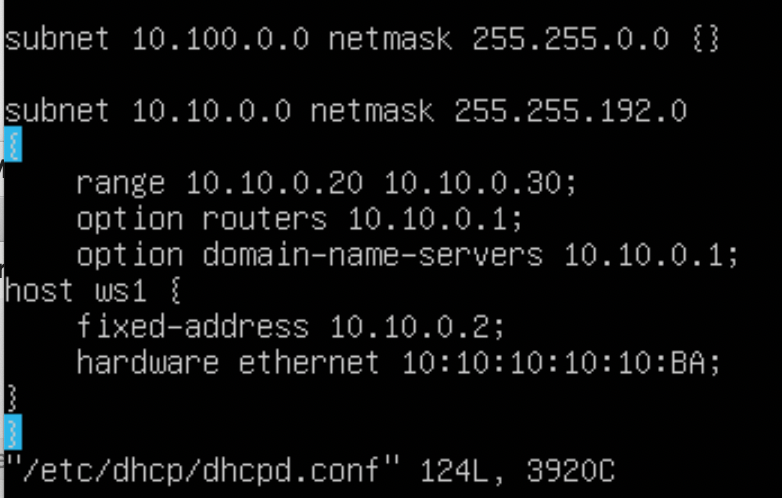 subnet 10.100.0.0 netmask 255.255.0.0 {}
subnet 10.10.0.0 netmask 255.255.192.0
{
    range 10.10.0.20 10.10.0.30;
    option routers 10.10.0.1;
    option domain-name-servers 10.10.0.1;
host ws1 {
    fixed-address 10.10.0.2;
    hardware ethernet 10:10:10:10:10:BA;
}
}
"/etc/dhcp/dhcpd.conf" 124L, 3920C